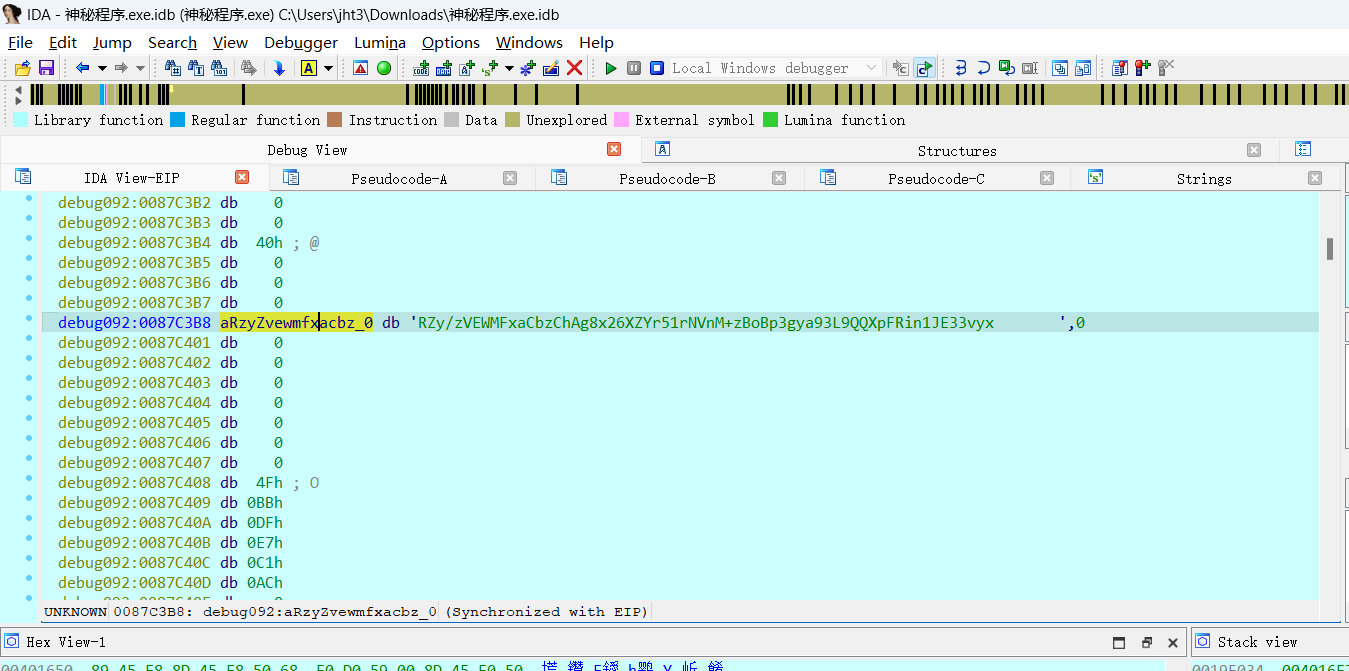 IDA - 神秘程序.exe.idb (神秘程序.exe) C:\Users\jht3\Downloads\神秘程序.exe.idb
File Edit Jump Search View Debugger Lumina Options Windows Help
Local Windows debugger
Library function Regular function Instruction Data Unexplored External symbol Lumina function
Debug View Structures
IDA View-EIP Pseudocode-A Pseudocode-B Pseudocode-C Strings
debug092:0087C3B2 db 0
debug092:0087C3B3 db 0
debug092:0087C3B4 db 40h ; @
debug092:0087C3B5 db 0
debug092:0087C3B6 db 0
debug092:0087C3B7 db 0
debug092:0087C3B8 aRzyZvewmfxacbz_0 db 'RZy/zVEWMFxaCbzChAg8x26XZYr51rNVnM+zBoBp3gya93L9QQXpFRin1JE33vyx ',0
debug092:0087C401 db 0
debug092:0087C402 db 0
debug092:0087C403 db 0
debug092:0087C404 db 0
debug092:0087C405 db 0
debug092:0087C406 db 0
debug092:0087C407 db 0
debug092:0087C408 db 4Fh ; O
debug092:0087C409 db 0BBh
debug092:0087C40A db 0DFh
debug092:0087C40B db 0E7h
debug092:0087C40C db 0C1h
debug092:0087C40D db 0ACh
UNKNOWN 0087C3B8: debug092:aRzyZvewmfxacbz_0 (Synchronized with EIP)
Hex View-1 Stack view